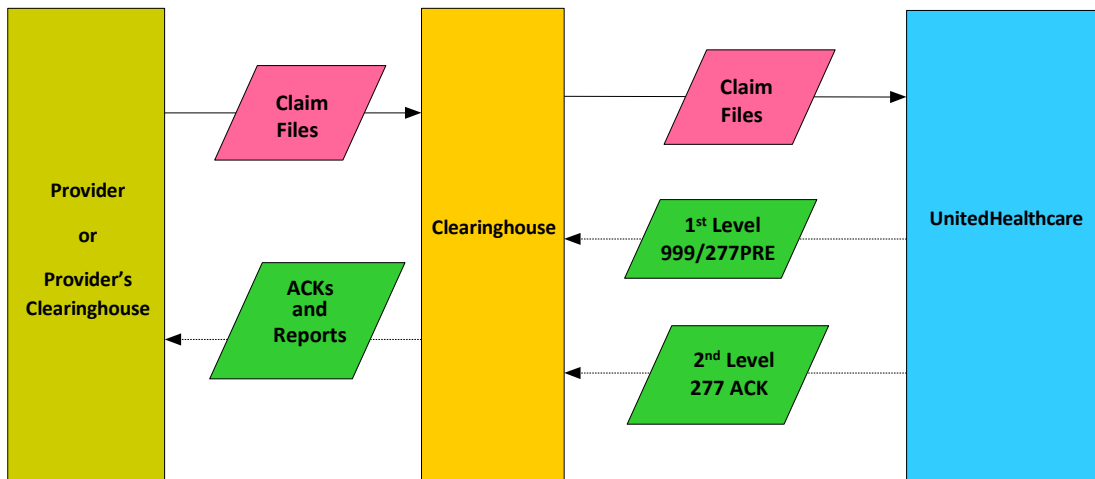 Provider
or
Provider's
Clearinghouse
Claim
Files
ACKs
and
Reports
Clearinghouse
Claim
Files
1st Level
999/277PRE
2nd Level
277 ACK
UnitedHealthcare